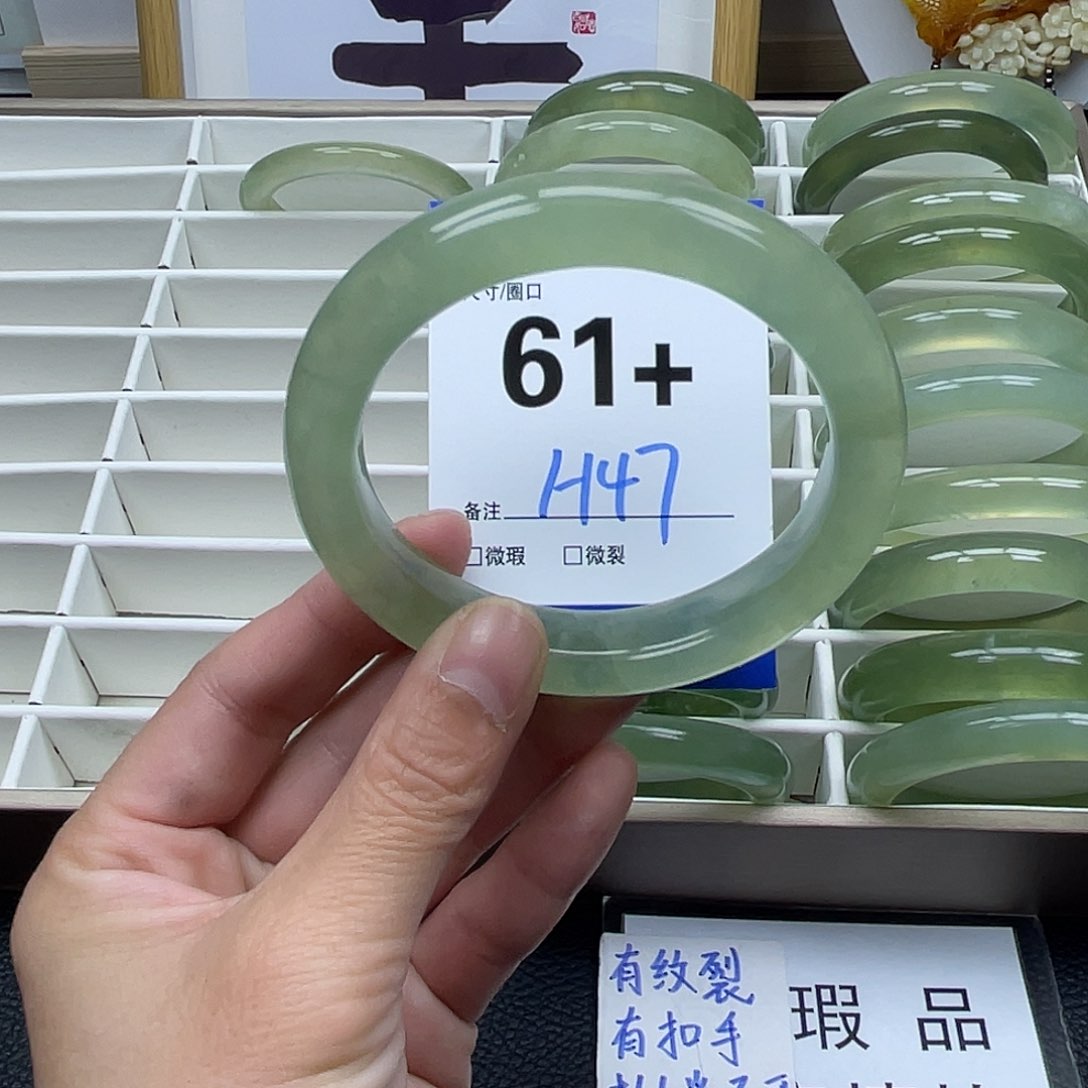 寸/圈口
61+
H47
备注
□微瑕 □微裂
有纹裂
有扣手
瑕品